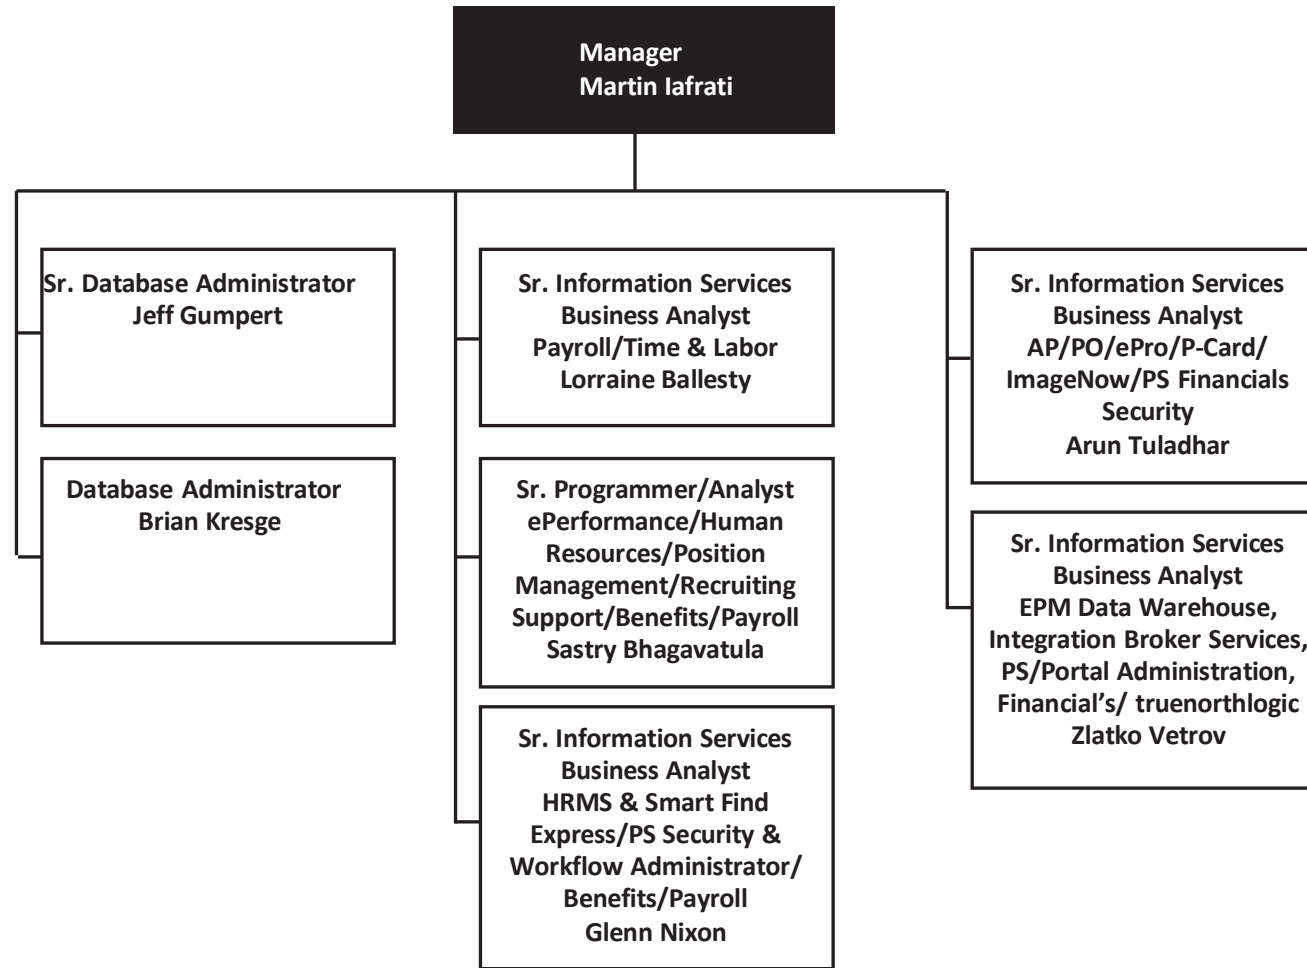 Manager
Martin Iafrati
Sr. Database Administrator
Jeff Gumpert
Database Administrator
Brian Kresge
Sr. Information Services
Business Analyst
Payroll/Time & Labor
Lorraine Ballesty
Sr. Programmer/Analyst
ePerformance/Human
Resources/Position
Management/Recruiting
Support/Benefits/Payroll
Sastry Bhagavatula
Sr. Information Services
Business Analyst
HRMS & Smart Find
Express/PS Security &
Workflow Administrator/
Benefits/Payroll
Glenn Nixon
Sr. Information Services
Business Analyst
AP/PO/ePro/P-Card/
ImageNow/PS Financials
Security
Arun Tuladhar
Sr. Information Services
Business Analyst
EPM Data Warehouse,
Integration Broker Services,
PS/Portal Administration,
Financial’s/ truenorthlogic
Zlatko Vetrov